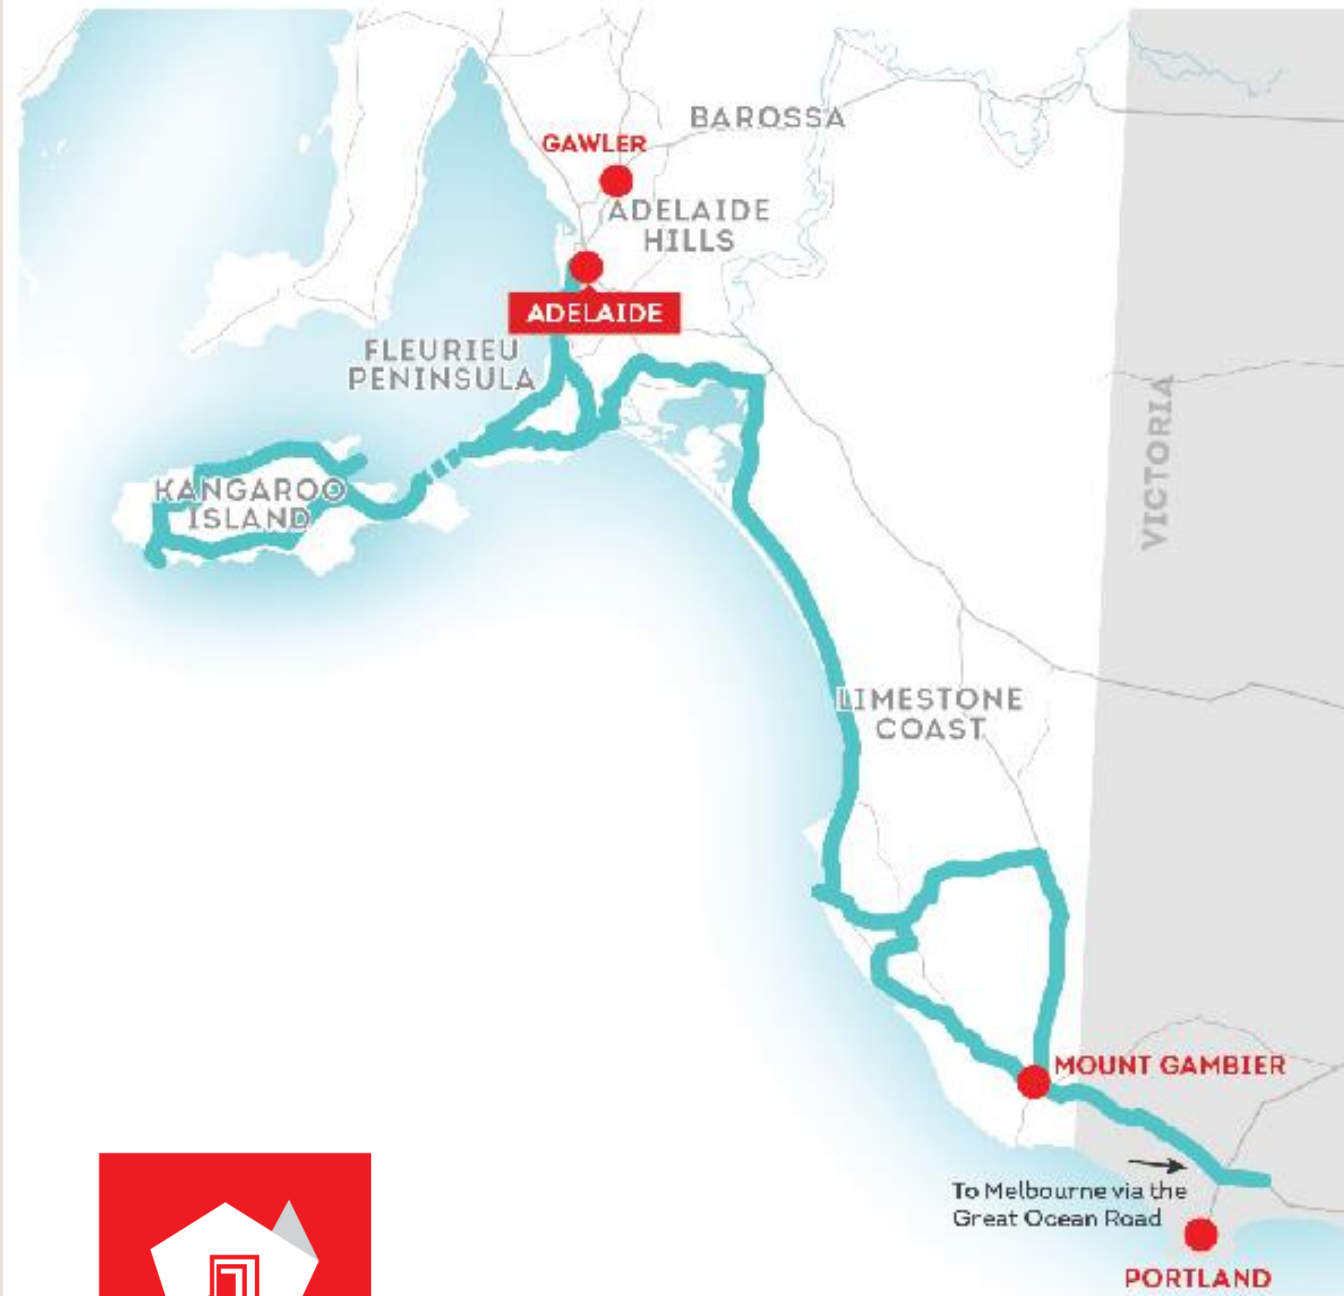 BAROSSA
GAWLER
ADELAIDE
HILLS
ADELAIDE
FLEURIEU
PENINSULA
VICTORIA
KANGAROO
ISLAND
LIMESTONE
COAST
MOUNT GAMBIER
To Melbourne via the
Great Ocean Road
PORTLAND